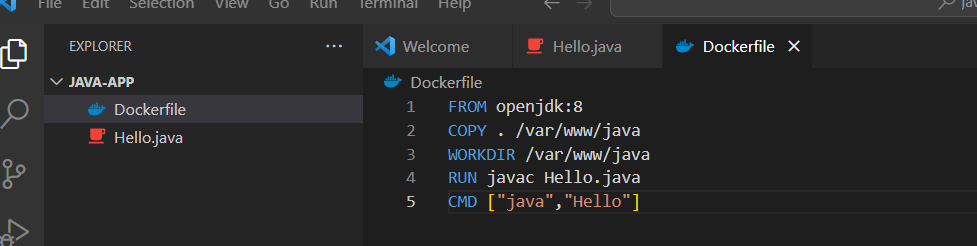 File Edit Selection View Go Run Terminal Help
EXPLORER ...
Welcome Hello.java Dockerfile
JAVA-APP
Dockerfile
Hello.java
Dockerfile
1 FROM openjdk:8
2 COPY . /var/www/java
3 WORKDIR /var/www/java
4 RUN javac Hello.java
5 CMD ["java","Hello"]